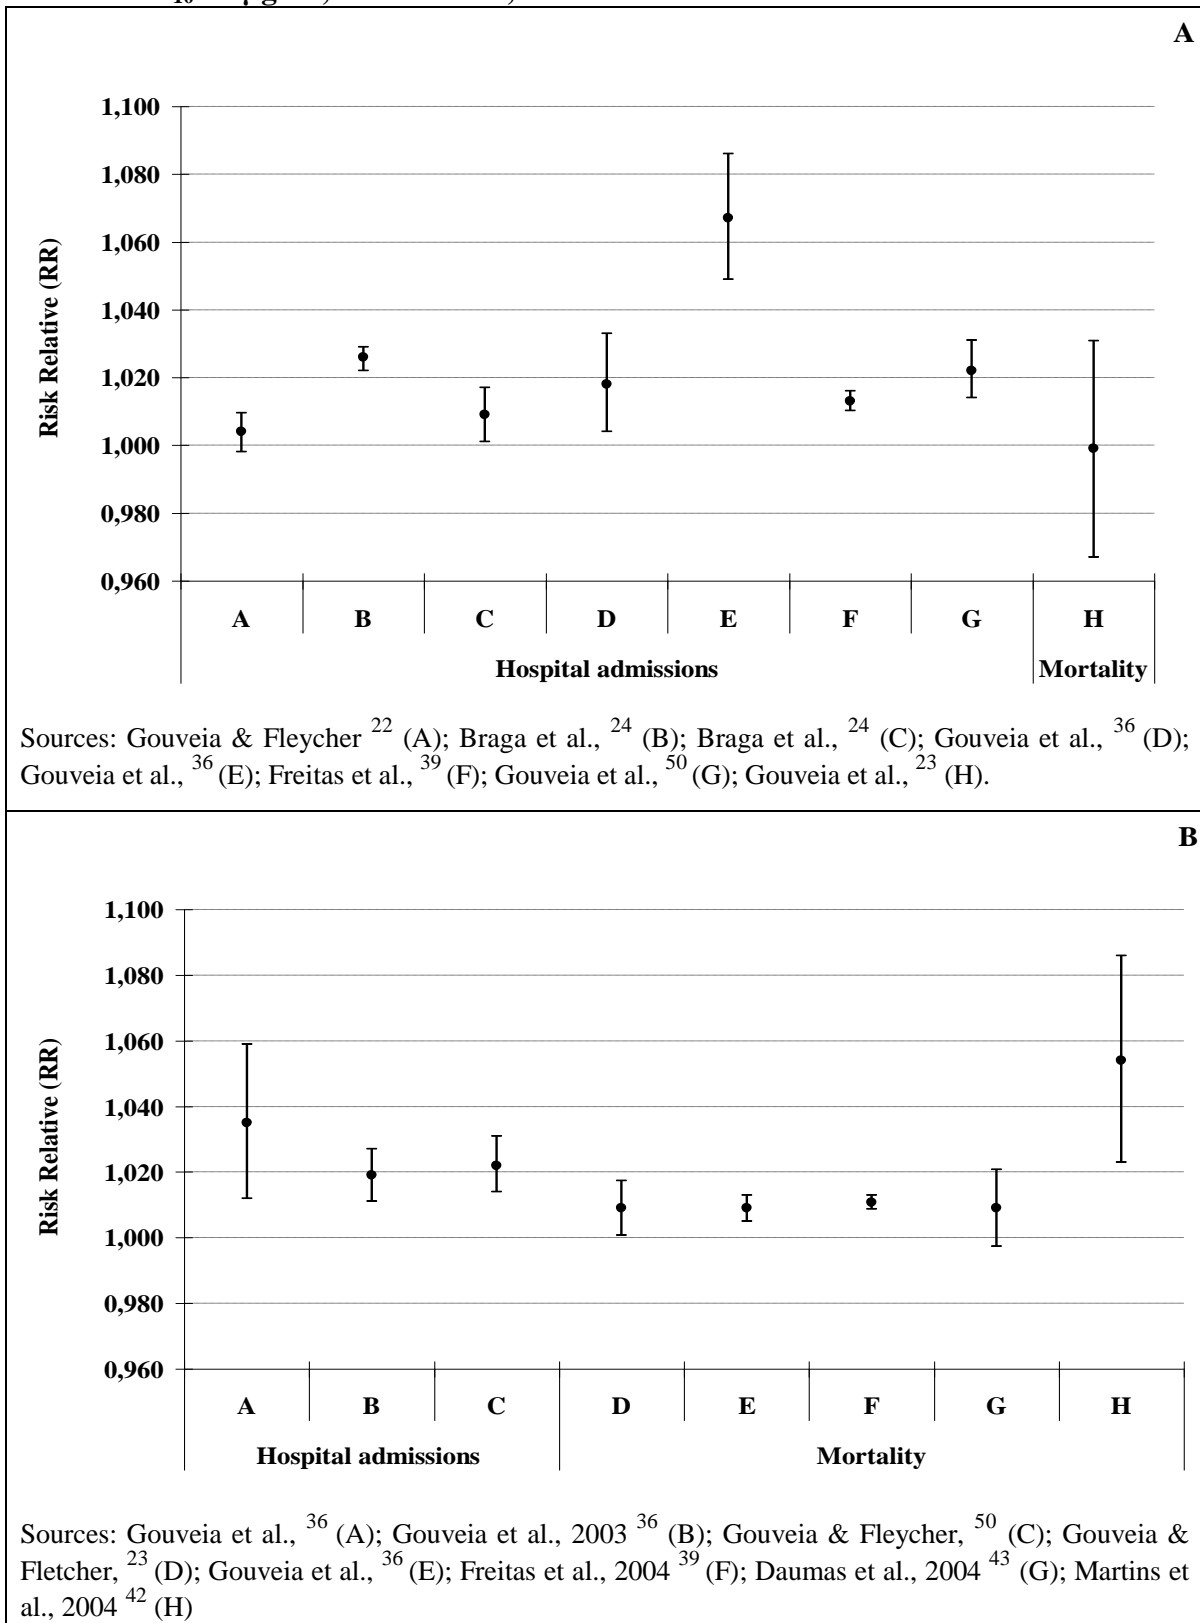 A
1,100
1,080
1,060
1,040
1,020
1,000
0,980
0,960
Risk Relative (RR)
A B C D E F G H
Hospital admissions Mortality
Sources: Gouveia & Fleycher 22 (A); Braga et al., 24 (B); Braga et al., 24 (C); Gouveia et al., 36 (D);
Gouveia et al., 36 (E); Freitas et al., 39 (F); Gouveia et al., 50 (G); Gouveia et al., 23 (H).
B
1,100
1,080
1,060
1,040
1,020
1,000
0,980
0,960
Risk Relative (RR)
A B C D E F G H
Hospital admissions Mortality
Sources: Gouveia et al., 36 (A); Gouveia et al., 2003 36 (B); Gouveia & Fleycher, 50 (C); Gouveia &
Fletcher, 23 (D); Gouveia et al., 36 (E); Freitas et al., 2004 39 (F); Daumas et al., 2004 43 (G); Martins et
al., 2004 42 (H)